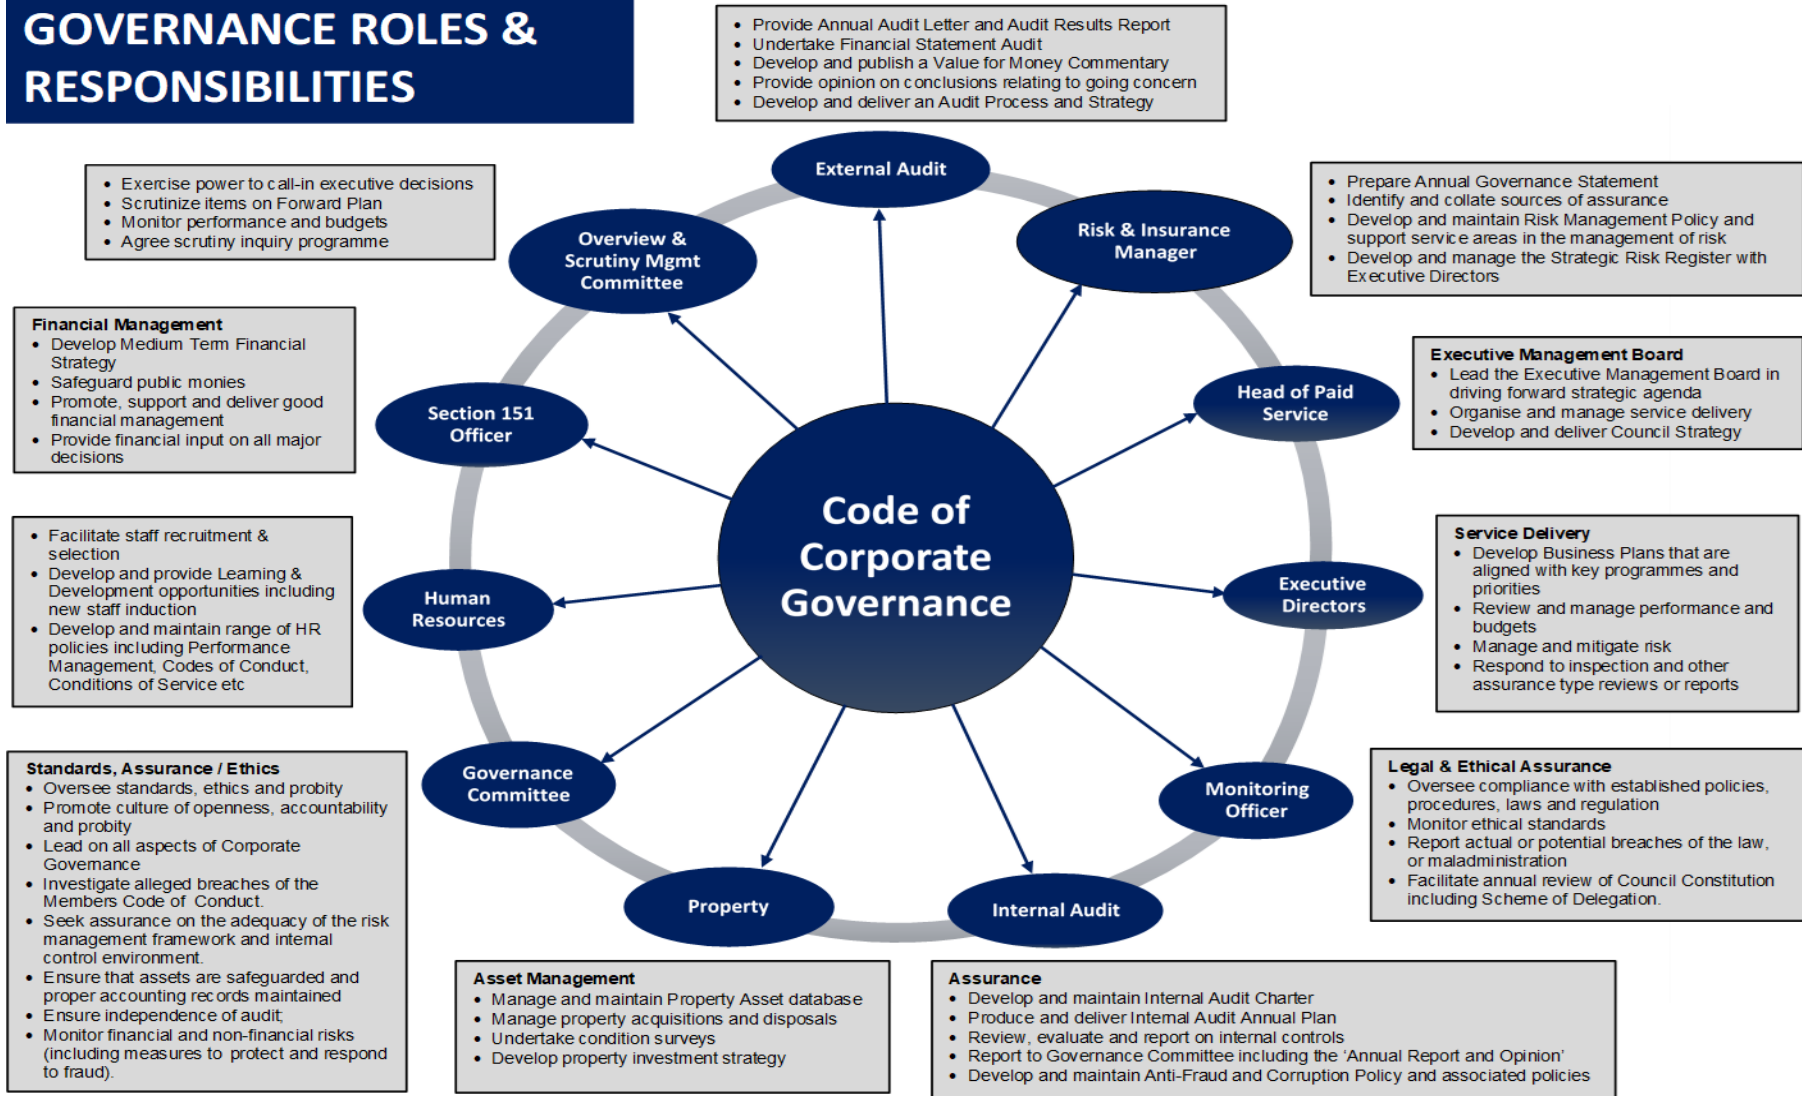 GOVERNANCE ROLES &
RESPONSIBILITIES
• Provide Annual Audit Letter and Audit Results Report
• Undertake Financial Statement Audit
• Develop and publish a Value for Money Commentary
• Provide opinion on conclusions relating to going concern
• Develop and deliver an Audit Process and Strategy
External Audit
• Exercise power to call-in executive decisions
• Scrutinize items on Forward Plan
• Monitor performance and budgets
• Agree scrutiny inquiry programme
Overview &
Scrutiny Mgmt
Committee
Risk & Insurance
Manager
• Prepare Annual Governance Statement
• Identify and collate sources of assurance
• Develop and maintain Risk Management Policy and
support service areas in the management of risk
• Develop and manage the Strategic Risk Register with
Executive Directors
Financial Management
• Develop Medium Term Financial
Strategy
• Safeguard public monies
• Promote, support and deliver good
financial management
• Provide financial input on all major
decisions
Section 151
Officer
Head of Paid
Service
Executive Management Board
• Lead the Executive Management Board in
driving forward strategic agenda
• Organise and manage service delivery
• Develop and deliver Council Strategy
Code of
Corporate
Governance
• Facilitate staff recruitment &
selection
• Develop and provide Learning &
Development opportunities including
new staff induction
• Develop and maintain range of HR
policies including Performance
Management, Codes of Conduct,
Conditions of Service etc
Human
Resources
Executive
Directors
Service Delivery
• Develop Business Plans that are
aligned with key programmes and
priorities
• Review and manage performance and
budgets
• Manage and mitigate risk
• Respond to inspection and other
assurance type reviews or reports
Standards, Assurance / Ethics
• Oversee standards, ethics and probity
• Promote culture of openness, accountability
and probity
• Lead on all aspects of Corporate
Governance
• Investigate alleged breaches of the
Members Code of Conduct.
• Seek assurance on the adequacy of the risk
management framework and internal
control environment.
• Ensure that assets are safeguarded and
proper accounting records maintained
• Ensure independence of audit;
• Monitor financial and non-financial risks
(including measures to protect and respond
to fraud).
Governance
Committee
Monitoring
Officer
Legal & Ethical Assurance
• Oversee compliance with established policies,
procedures, laws and regulation
• Monitor ethical standards
• Report actual or potential breaches of the law,
or maladministration
• Facilitate annual review of Council Constitution
including Scheme of Delegation.
Property
Internal Audit
Asset Management
• Manage and maintain Property Asset database
• Manage property acquisitions and disposals
• Undertake condition surveys
• Develop property investment strategy
Assurance
• Develop and maintain Internal Audit Charter
• Produce and deliver Internal Audit Annual Plan
• Review, evaluate and report on internal controls
• Report to Governance Committee including the ‘Annual Report and Opinion’
• Develop and maintain Anti-Fraud and Corruption Policy and associated policies